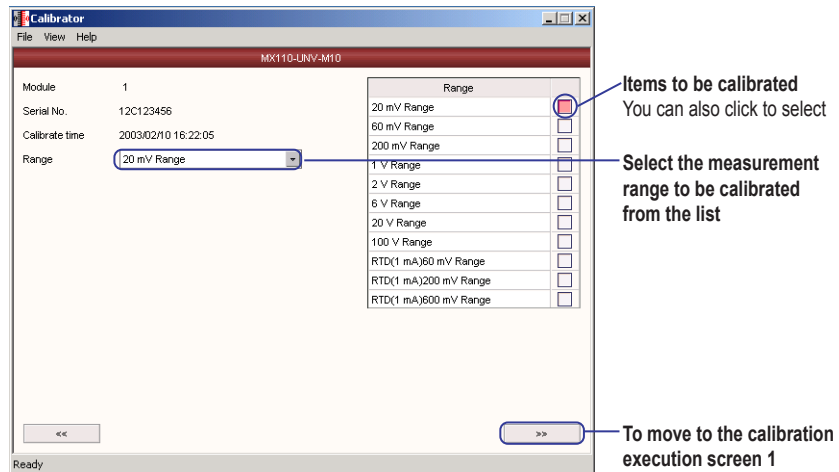 Calibrator
File View Help
MX110-UNV-M10
Module 1
Serial No. 12C123456
Calibrate time 2003/02/10 16:22:05
Range 20 mV Range
Range
20 mV Range
60 mV Range
200 mV Range
1 V Range
2 V Range
6 V Range
20 V Range
100 V Range
RTD(1 mA)60 mV Range
RTD(1 mA)200 mV Range
RTD(1 mA)600 mV Range
<<
>>
Ready
Items to be calibrated
You can also click to select
Select the measurement
range to be calibrated
from the list
To move to the calibration
execution screen 1